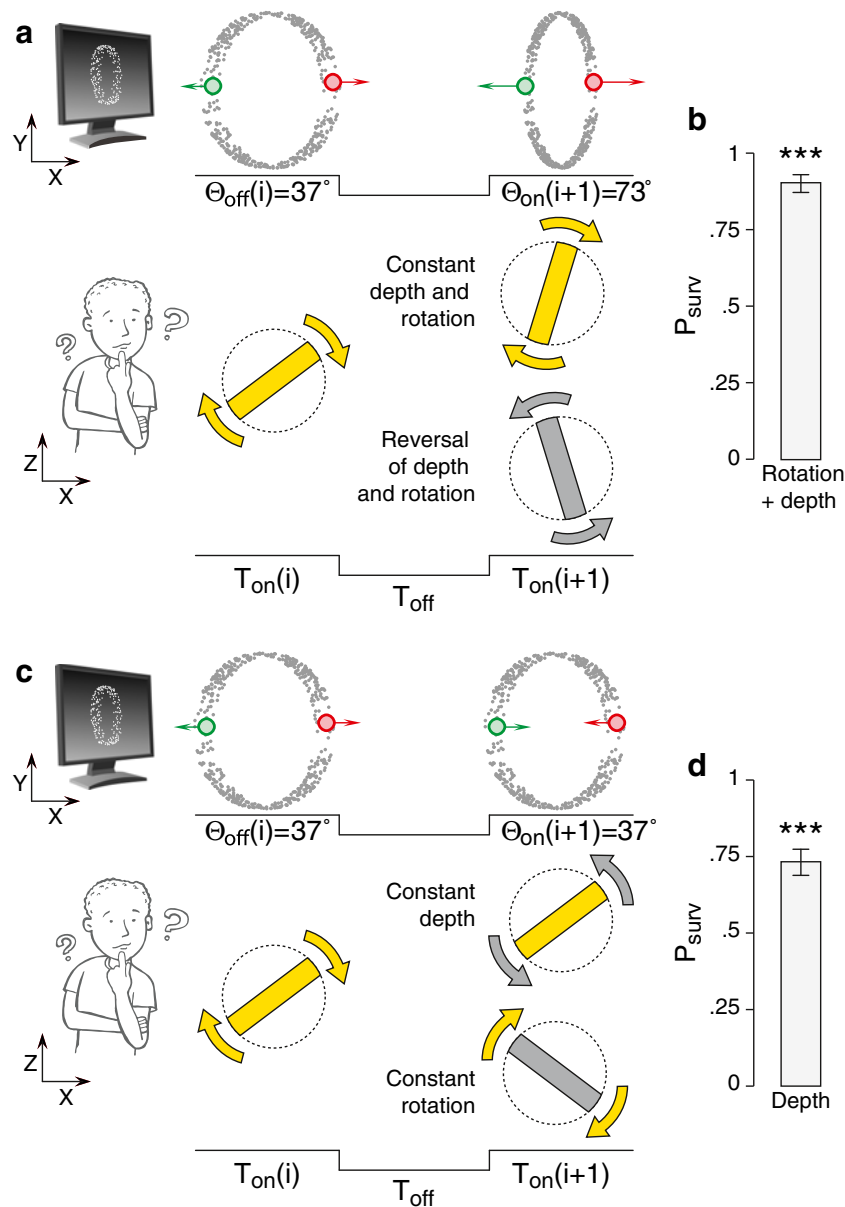 a
Y
X
Θoff(i)=37°
Θon(i+1)=73°
b
***
1
.75
.5
.25
0
Psurv
Rotation
+ depth
? ?
Z
X
Constant
depth and
rotation
Reversal
of depth
and rotation
Ton(i)
Toff
Ton(i+1)
c
Y
X
Θoff(i)=37°
Θon(i+1)=37°
d
***
1
.75
.5
.25
0
Psurv
Depth
? ?
Z
X
Constant
depth
Constant
rotation
Ton(i)
Toff
Ton(i+1)